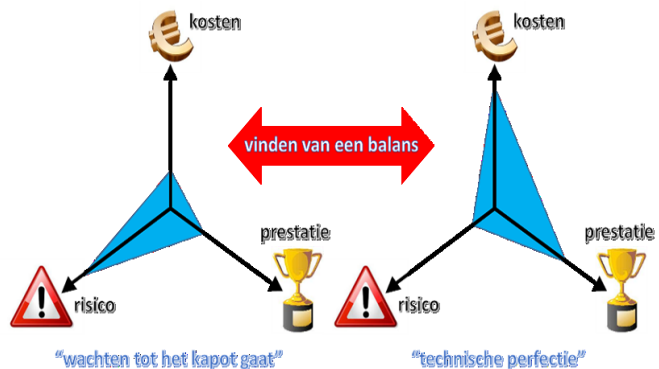 kosten
kosten
vinden van een balans
prestatie
prestatie
risico
risico
“wachten tot het kapot gaat”
“technische perfectie”